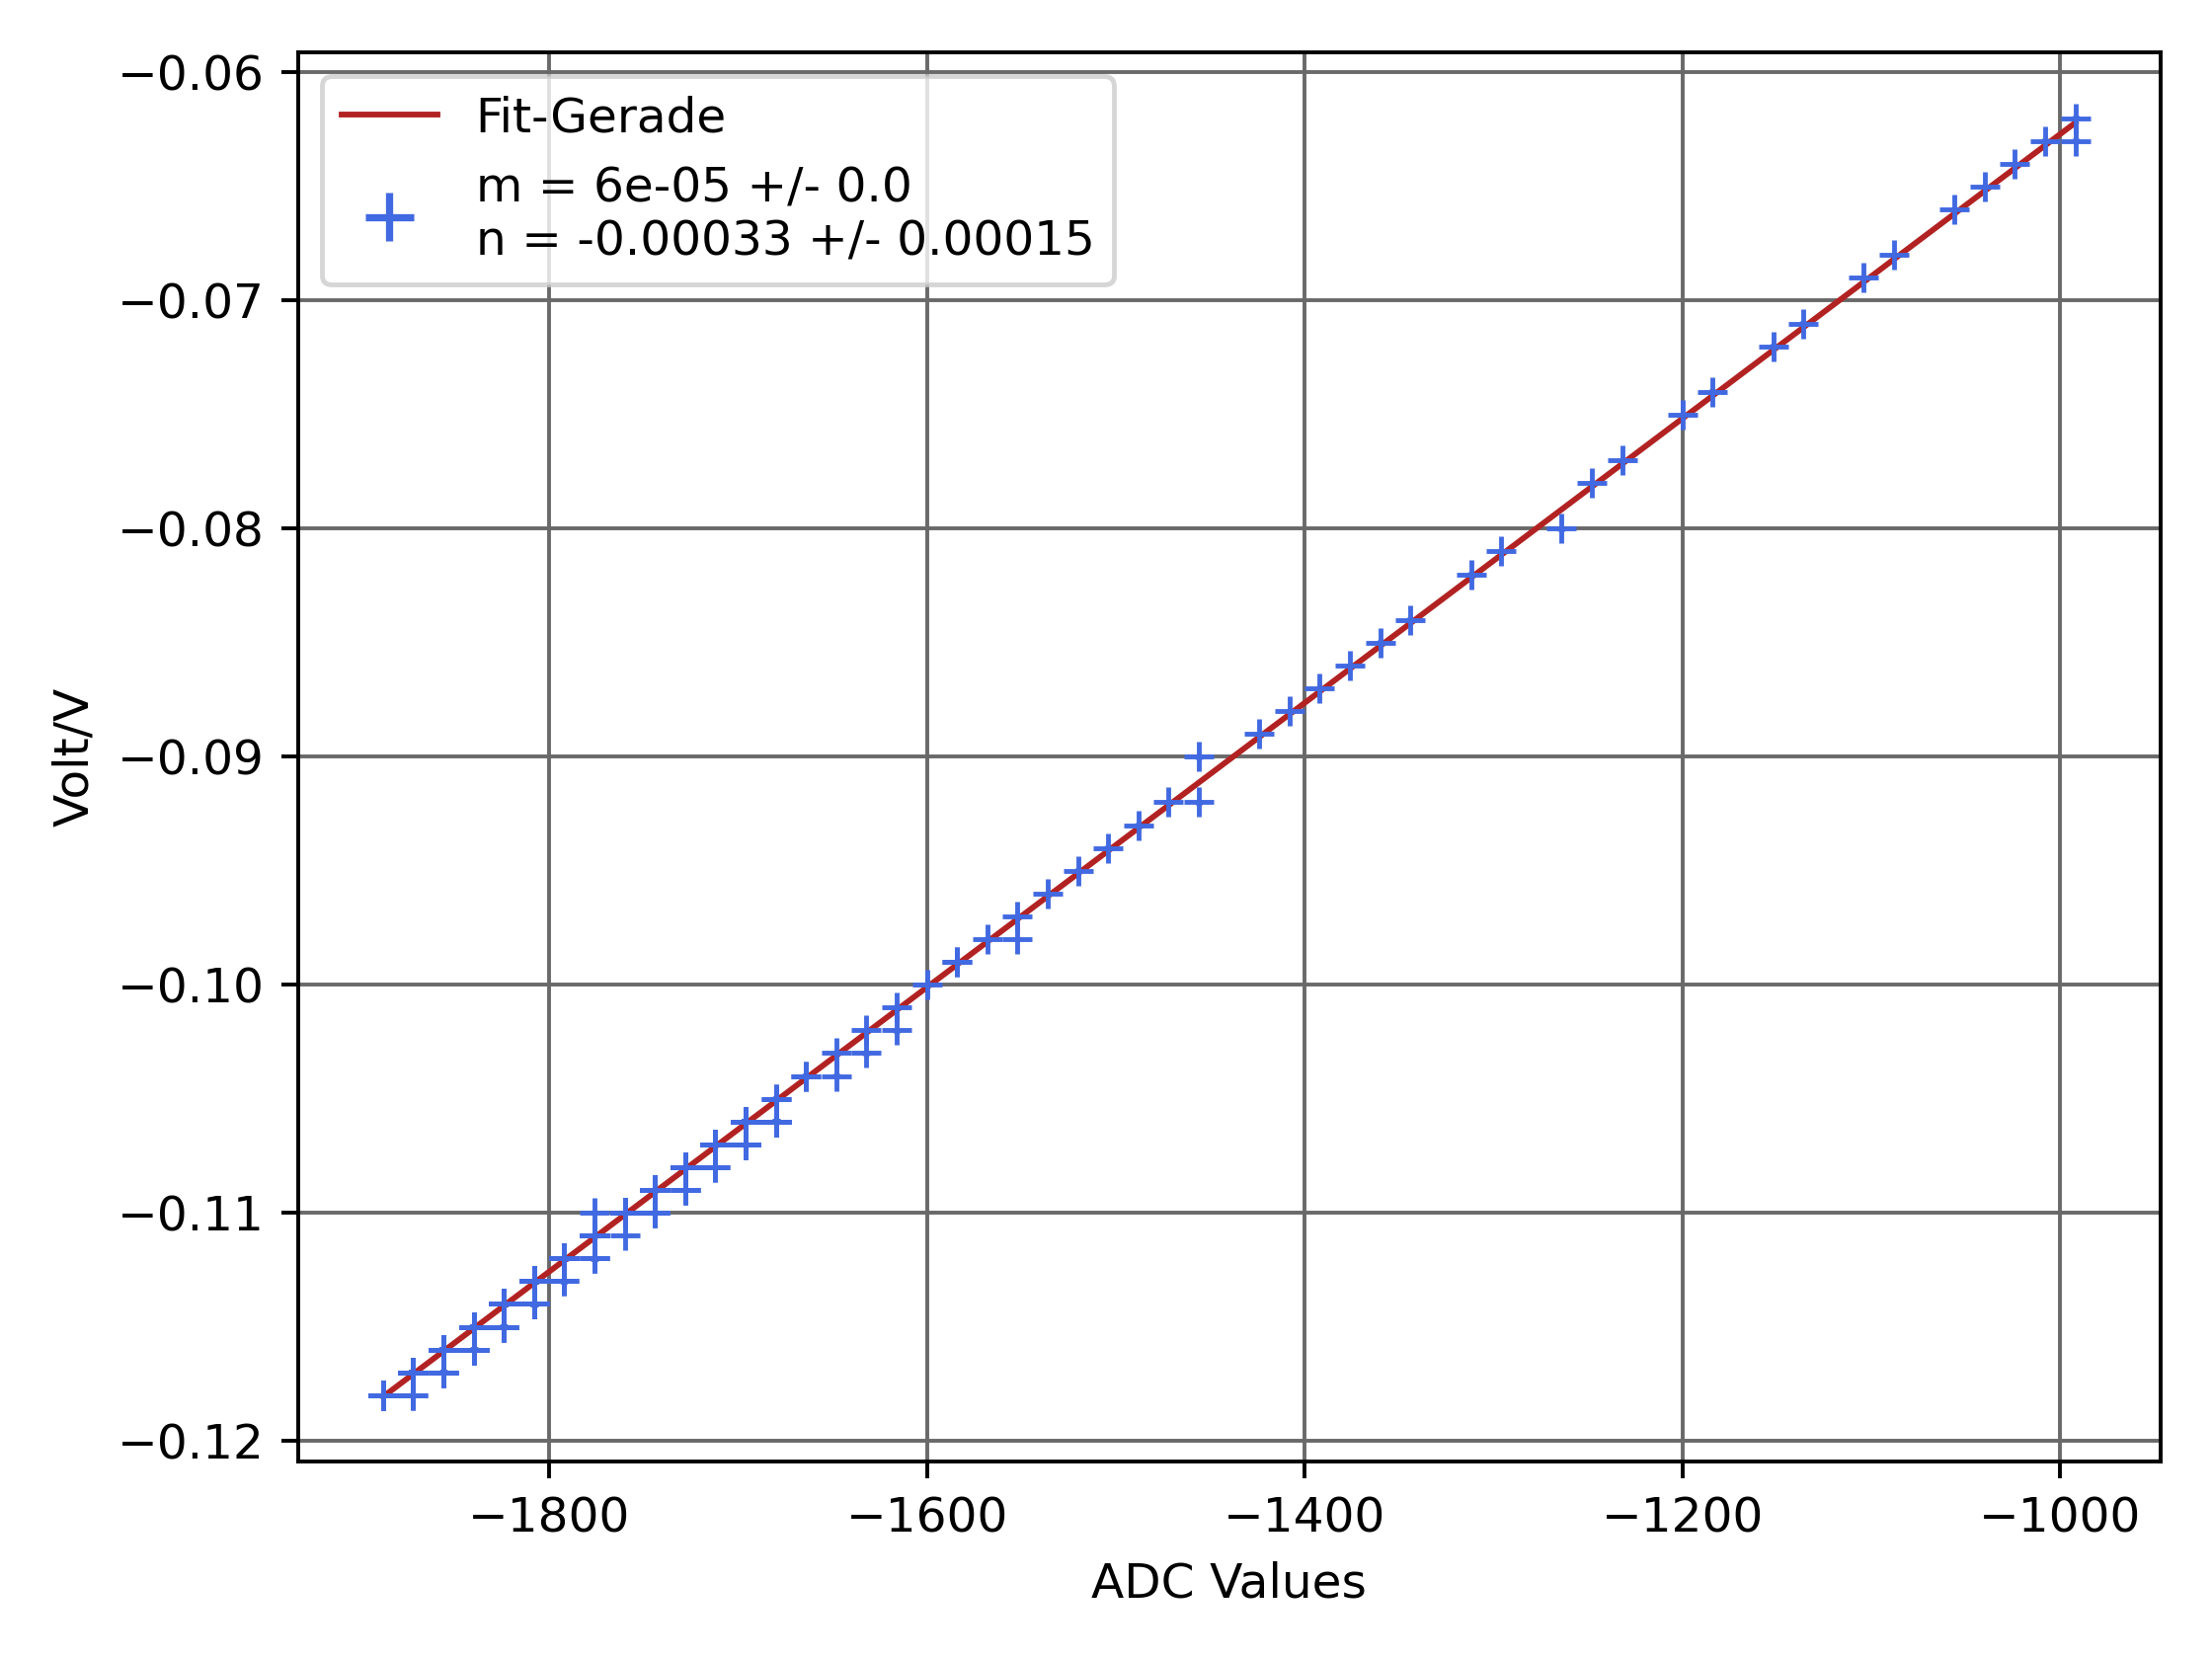 Fit-Gerade
m = 6e-05 +/- 0.0
n = -0.00033 +/- 0.00015
−0.06
−0.07
−0.08
−0.09
−0.10
−0.11
−0.12
Volt/V
−1800 −1600 −1400 −1200 −1000
ADC Values